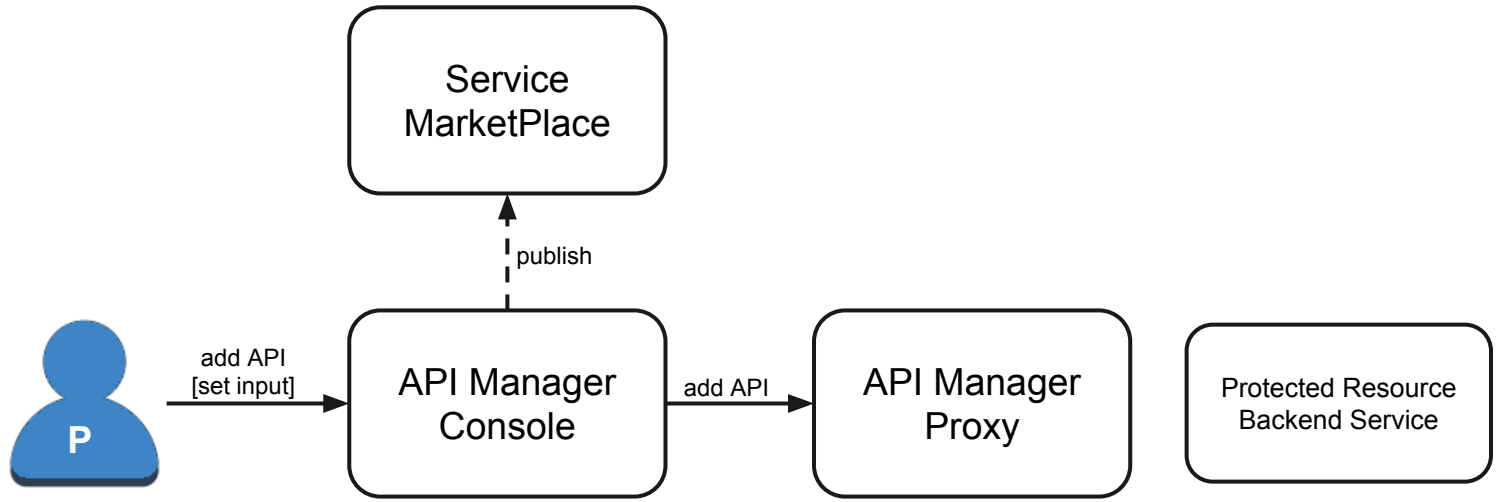 Service
MarketPlace
publish
add API
[set input]
API Manager
Console
add API
API Manager
Proxy
Protected Resource
Backend Service
P